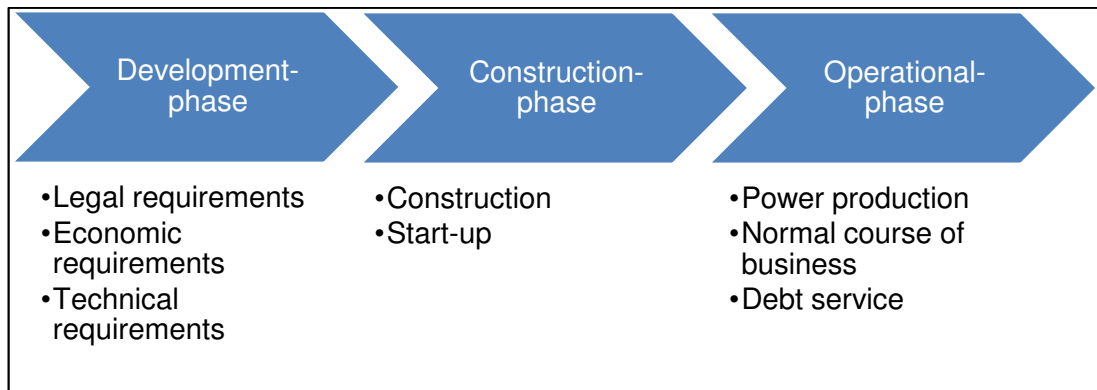 Development-
phase
•Legal requirements
•Economic
requirements
•Technical
requirements
Construction-
phase
•Construction
•Start-up
Operational-
phase
•Power production
•Normal course of
business
•Debt service